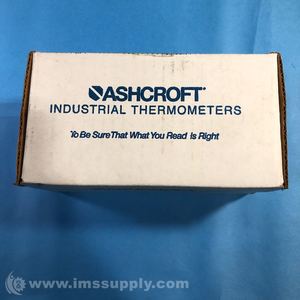 ASHCROFT
INDUSTRIAL THERMOMETERS
To Be Sure That What You Read is Right
www.imssupply.com